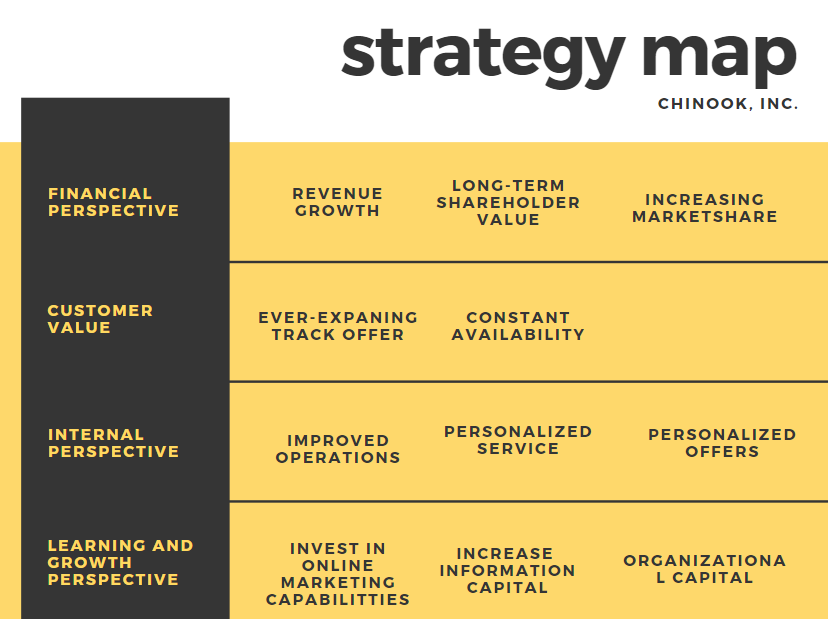 strategy map
CHINOOK, INC.
FINANCIAL
PERSPECTIVE
REVENUE
GROWTH
LONG-TERM
SHAREHOLDER
VALUE
INCREASING
MARKETSHARE
CUSTOMER
VALUE
EVER-EXPANING
TRACK OFFER
CONSTANT
AVAILABILITY
INTERNAL
PERSPECTIVE
IMPROVED
OPERATIONS
PERSONALIZED
SERVICE
PERSONALIZED
OFFERS
LEARNING AND
GROWTH
PERSPECTIVE
INVEST IN
ONLINE
MARKETING
CAPABILITTIES
INCREASE
INFORMATION
CAPITAL
ORGANIZATIONA
L CAPITAL